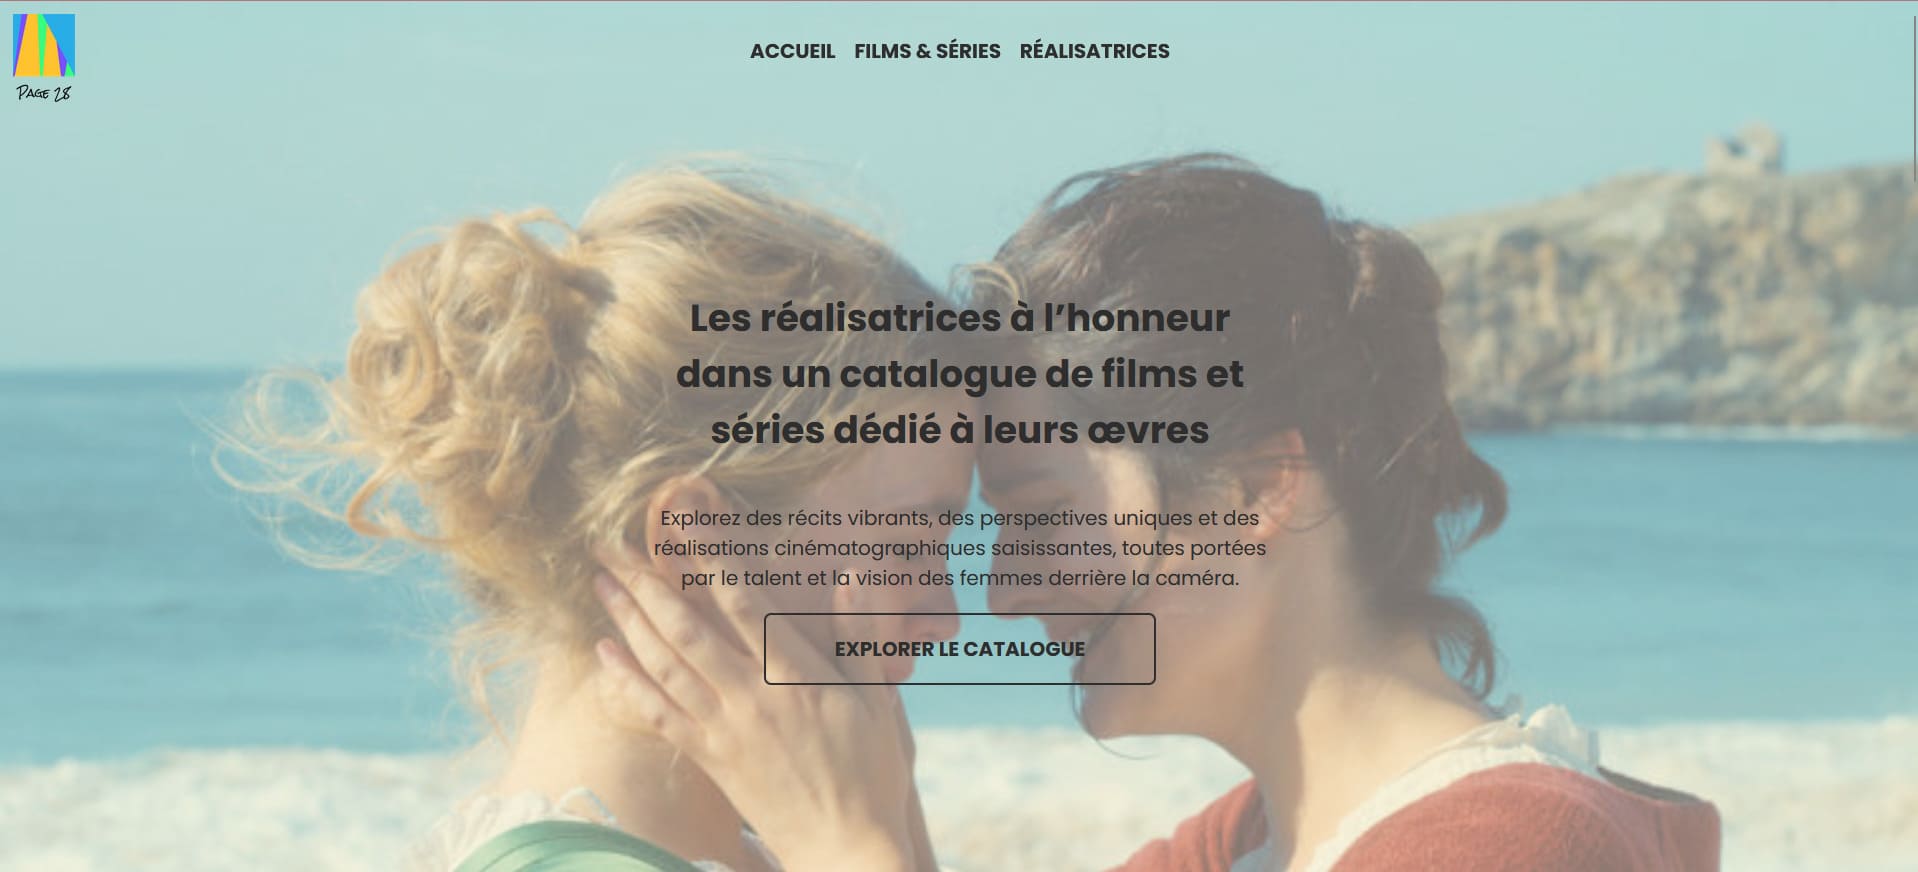 Page 28
ACCUEIL FILMS & SÉRIES RÉALISATRICES
Les réalisatrices à l’honneur
dans un catalogue de films et
séries dédié à leurs œvres
Explorez des récits vibrants, des perspectives uniques et des
réalisations cinématographiques saisissantes, toutes portées
par le talent et la vision des femmes derrière la caméra.
EXPLORER LE CATALOGUE